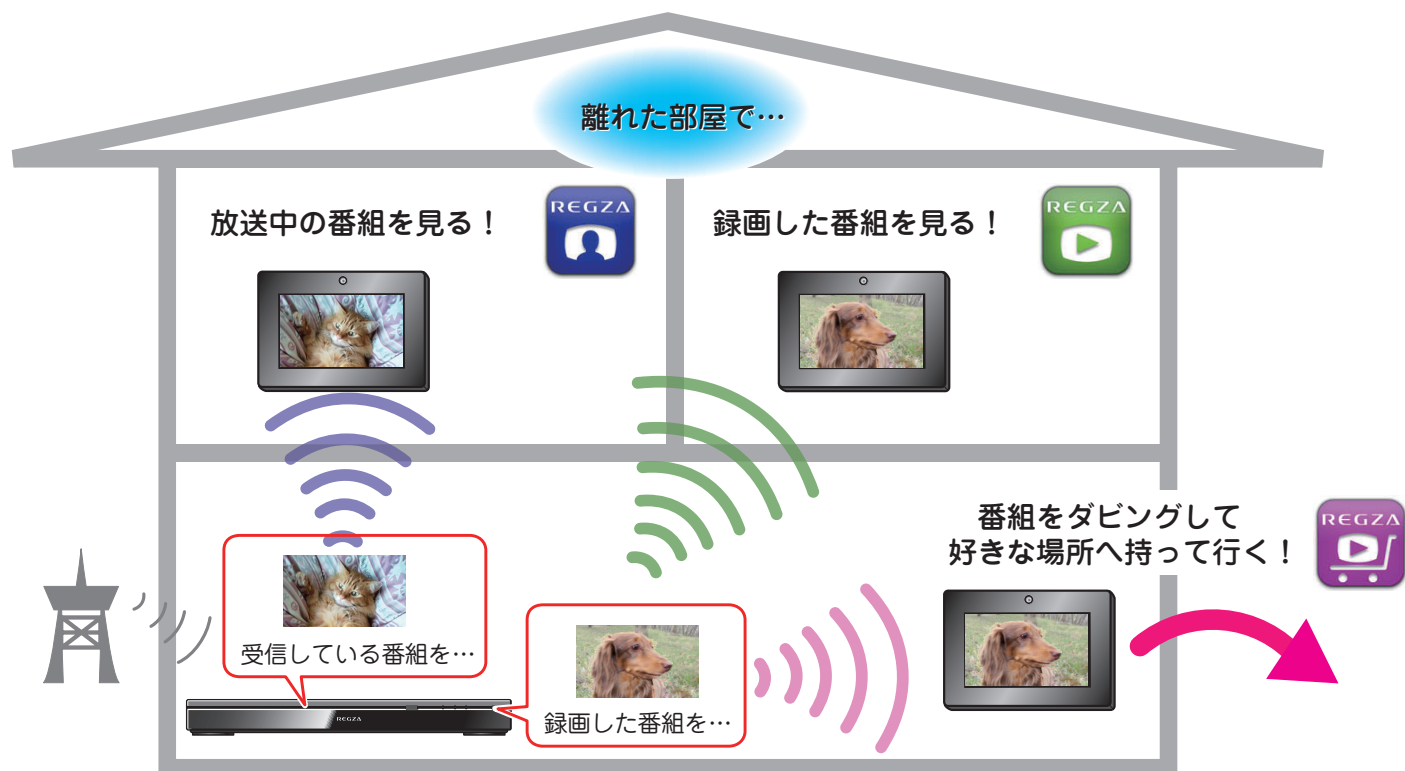 離れた部屋で…
放送中の番組を見る！
REGZA
録画した番組を見る！
REGZA
番組をダビングして
好きな場所へ持って行く！
REGZA
受信している番組を…
録画した番組を…
REGZA